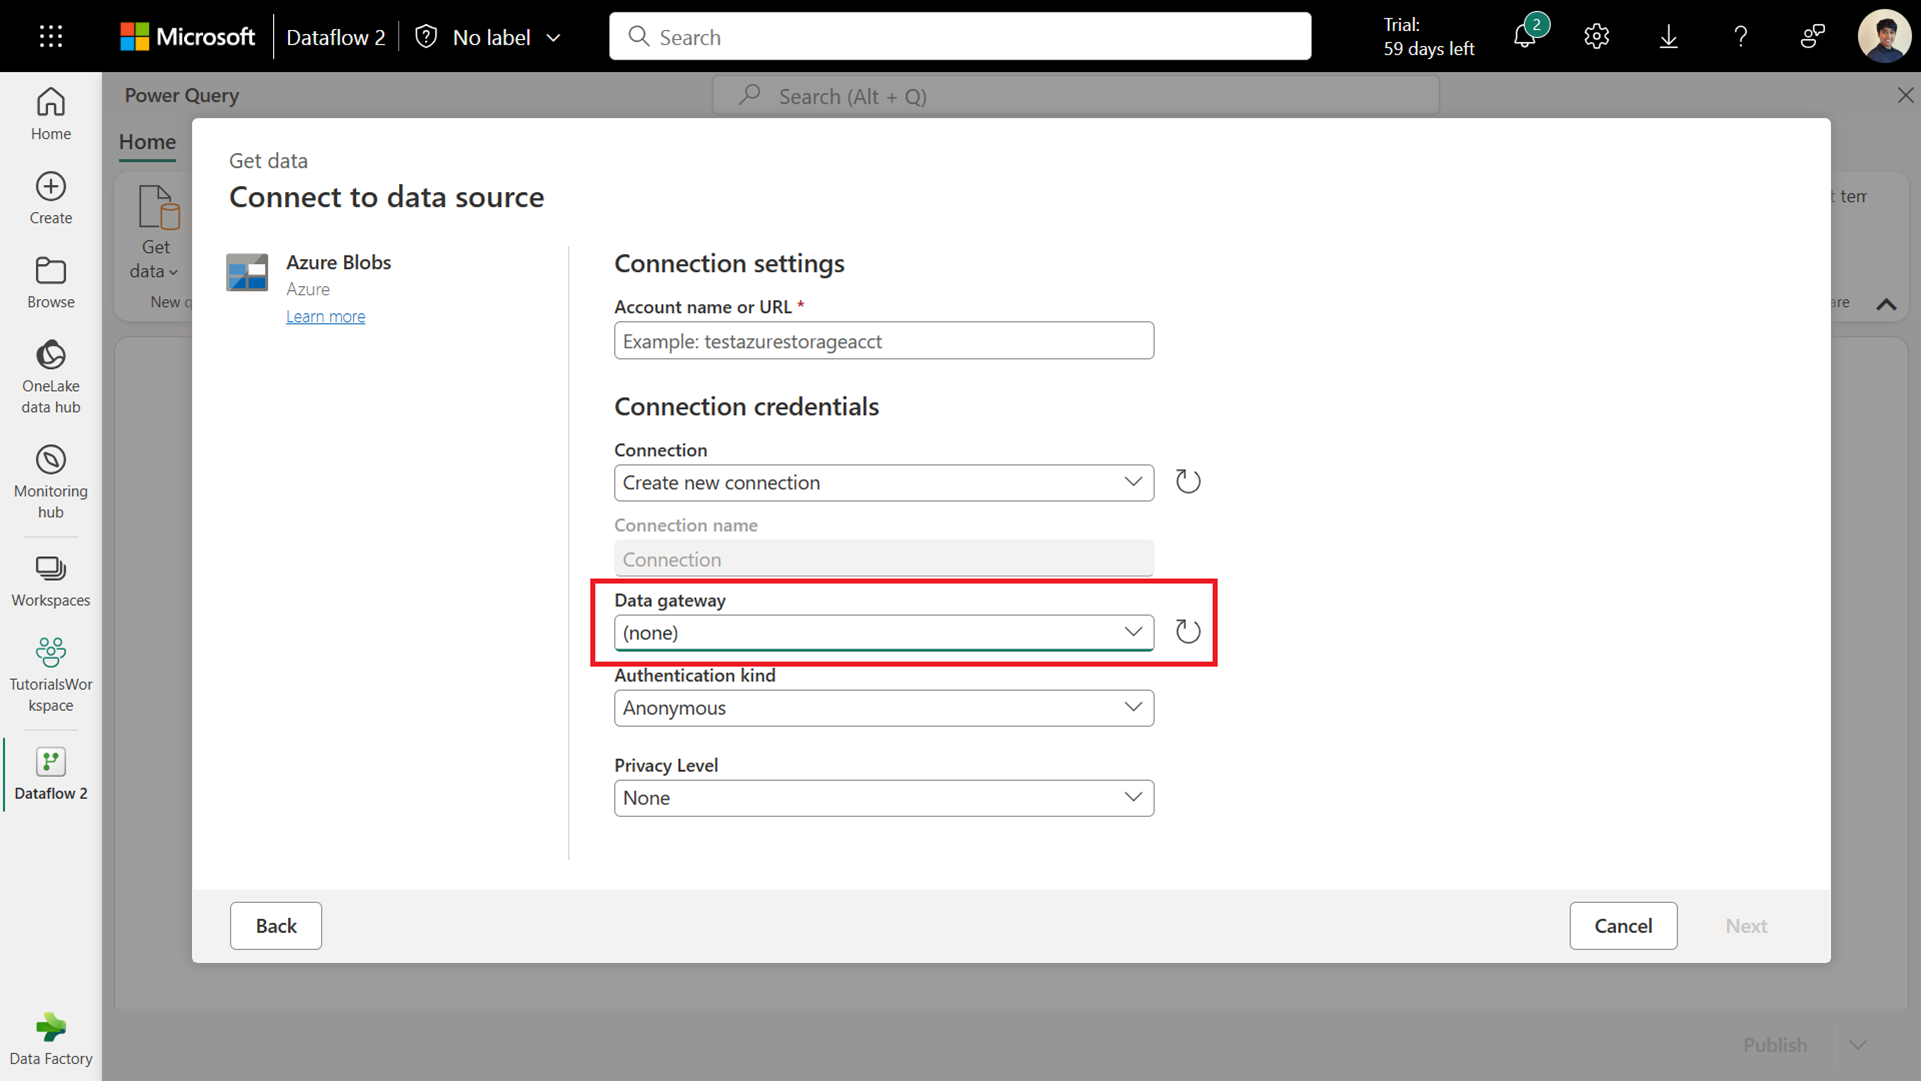 Microsoft
Dataflow 2
No label
Search
Trial:
59 days left
2
Home
Create
Browse
OneLake
data hub
Monitoring
hub
Workspaces
TutorialsWor
kspace
Dataflow 2
Data Factory
Power Query
Search (Alt + Q)
Home
Get
data
New q
t tem
are
Get data
Connect to data source
Azure Blobs
Azure
Learn more
Connection settings
Account name or URL *
Example: testazurestorageacct
Connection credentials
Connection
Create new connection
Connection name
Connection
Data gateway
(none)
Authentication kind
Anonymous
Privacy Level
None
Back
Cancel
Next
Publish